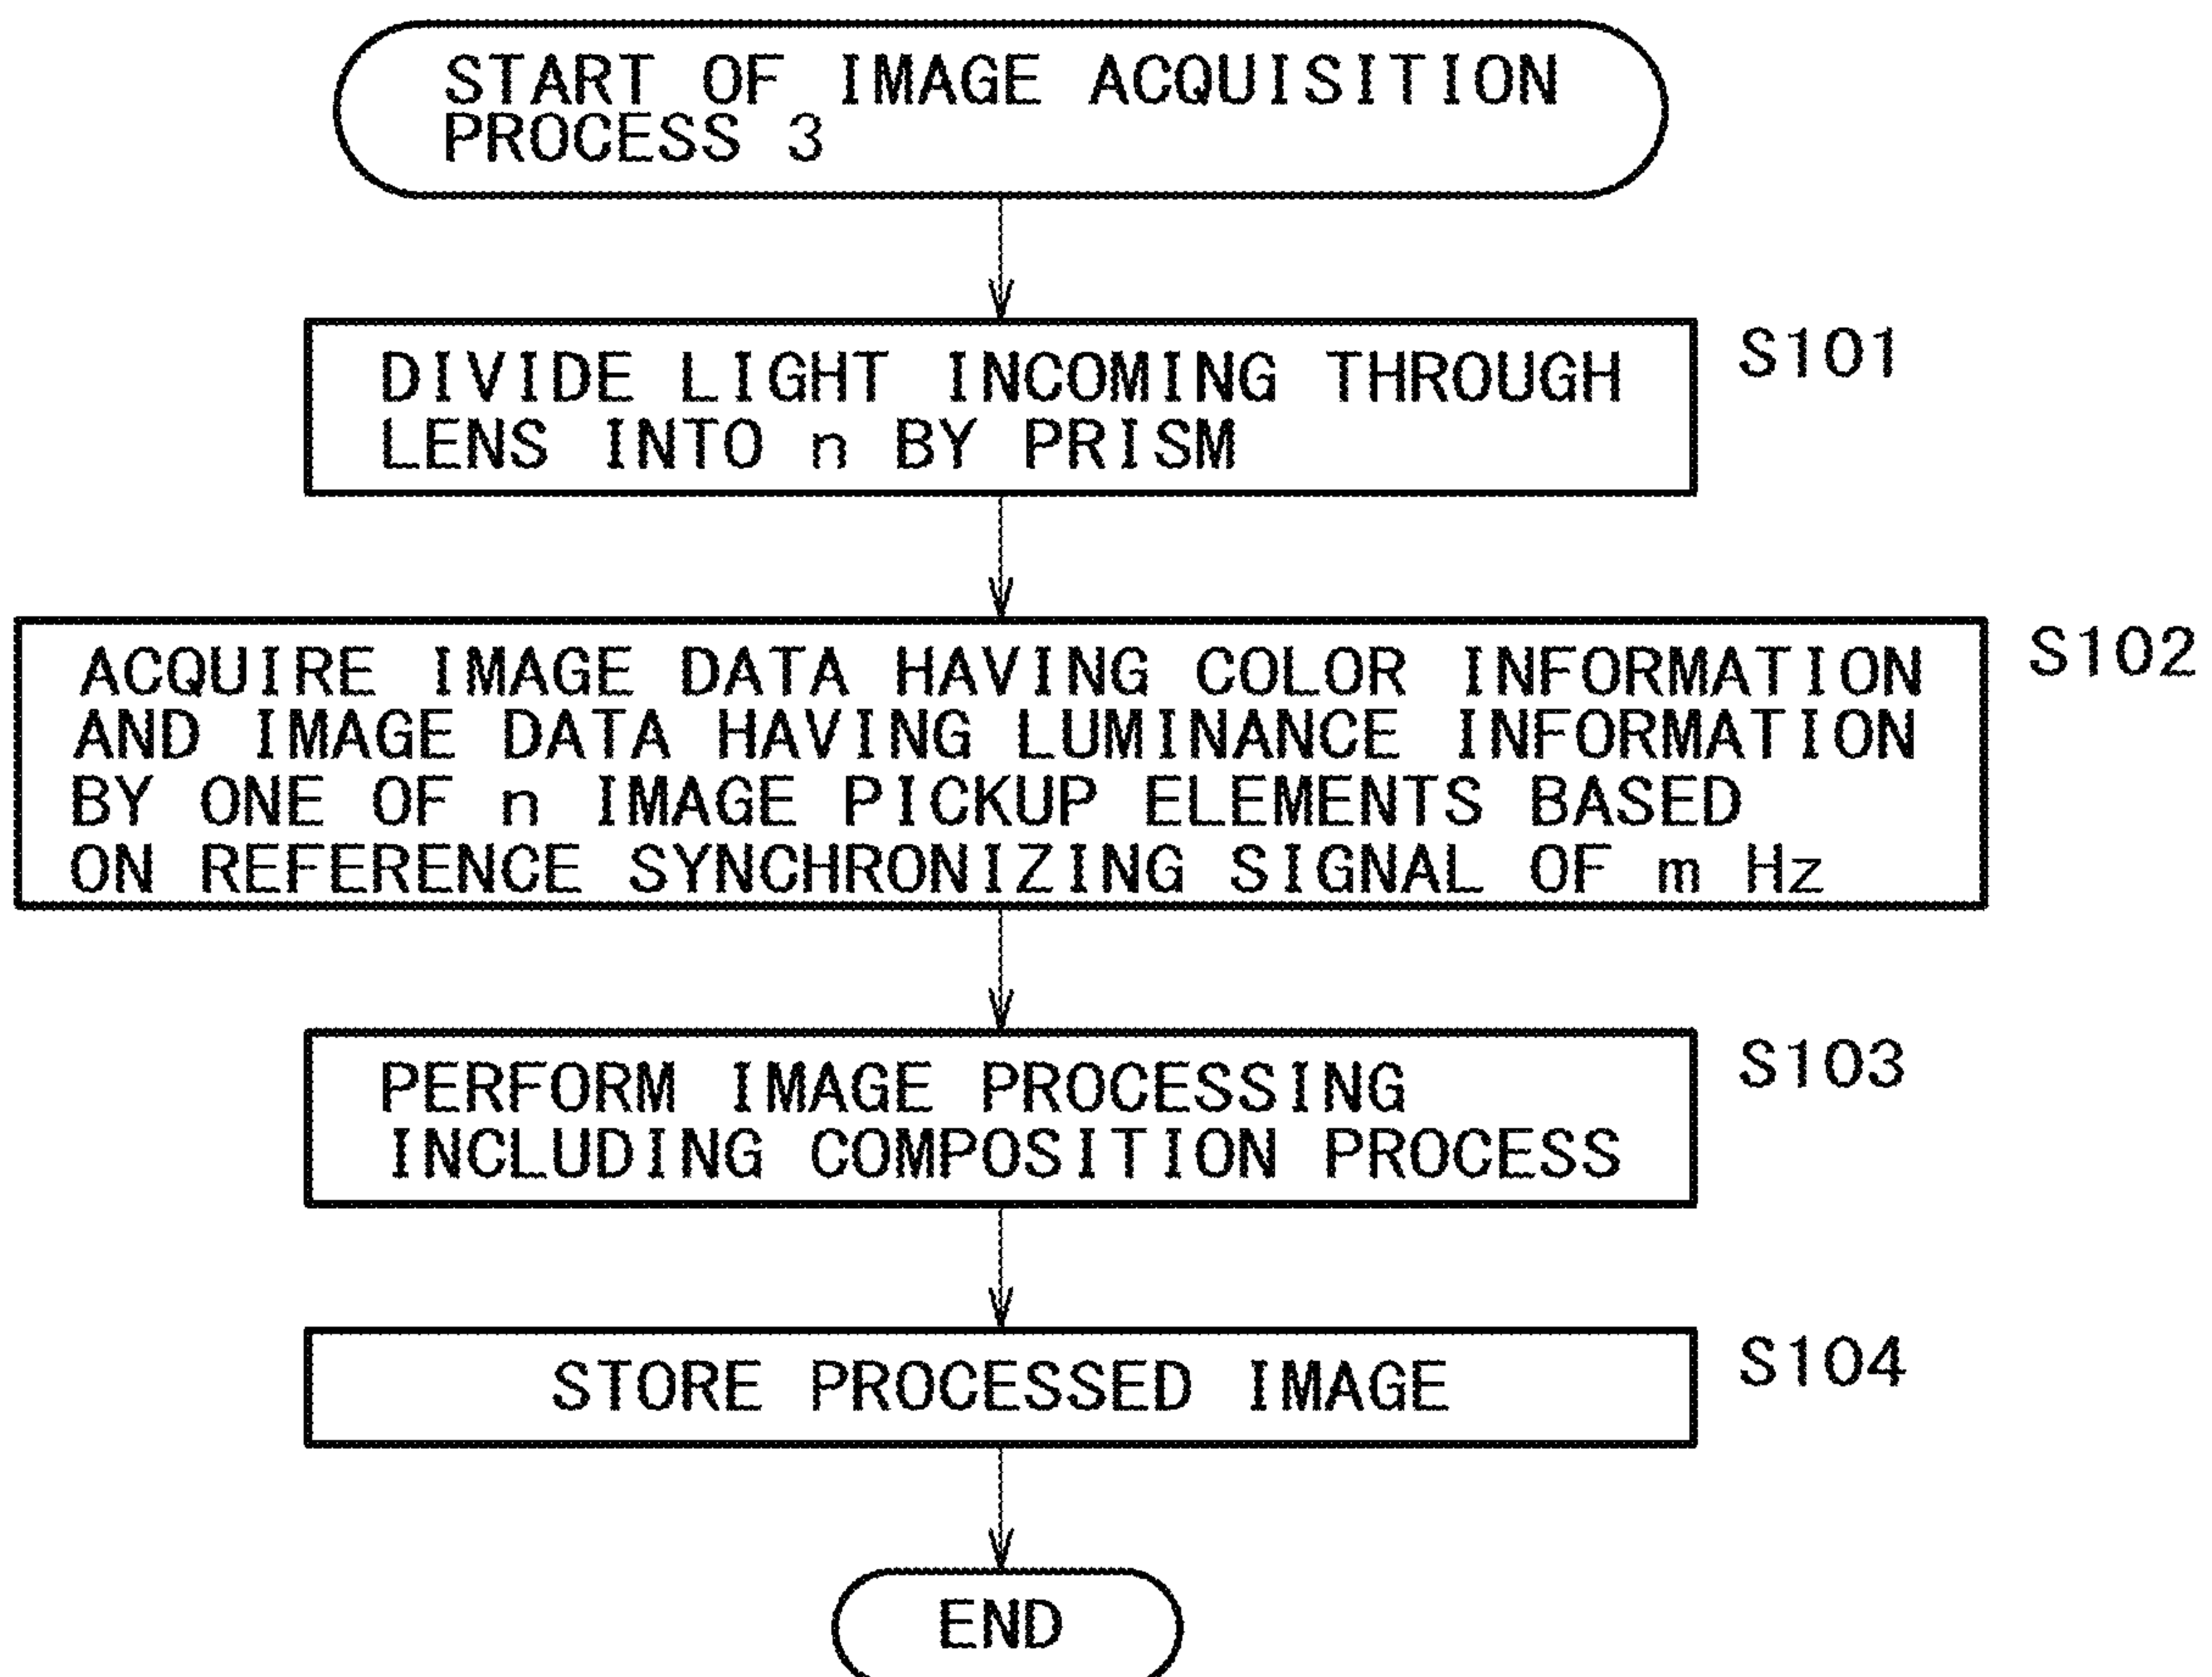 START OF IMAGE ACQUISITION
PROCESS 3
DIVIDE LIGHT INCOMING THROUGH
LENS INTO n BY PRISM
S101
ACQUIRE IMAGE DATA HAVING COLOR INFORMATION
AND IMAGE DATA HAVING LUMINANCE INFORMATION
BY ONE OF n IMAGE PICKUP ELEMENTS BASED
ON REFERENCE SYNCHRONIZING SIGNAL OF m Hz
S102
PERFORM IMAGE PROCESSING
INCLUDING COMPOSITION PROCESS
S103
STORE PROCESSED IMAGE
S104
END